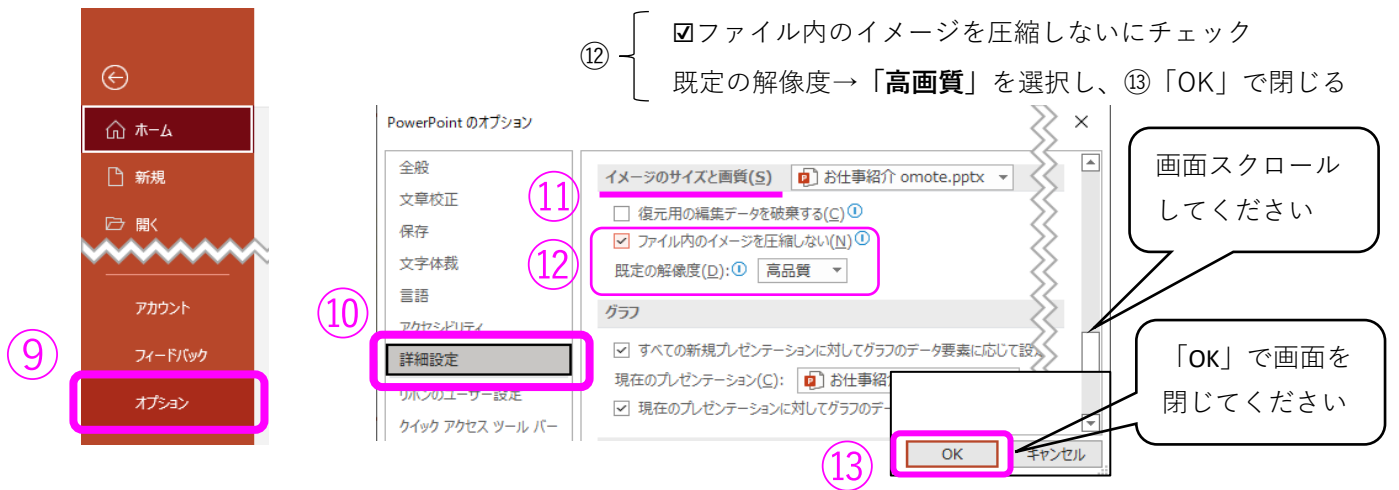 ⑫
☑ファイル内のイメージを圧縮しないにチェック
既定の解像度→「高画質」を選択し、⑬「OK」で閉じる
ホーム
新規
開く
アカウント
フィードバック
⑨
オプション
PowerPoint のオプション
全般
文章校正
保存
文字体裁
言語
⑩
アクセシビリティ
詳細設定
リボンのユーザー設定
クイック アクセス ツール バー
⑪
イメージのサイズと画質(S)
お仕事紹介 omote.pptx
復元用の編集データを破棄する(C)
⑫
ファイル内のイメージを圧縮しない(N)
既定の解像度(D):
高品質
グラフ
すべての新規プレゼンテーションに対してグラフのデータ要素に応じて設
現在のプレゼンテーション(C):
お仕事紹
現在のプレゼンテーションに対してグラフのデー
⑬
OK
キャンセル
画面スクロール
してください
「OK」で画面を
閉じてください